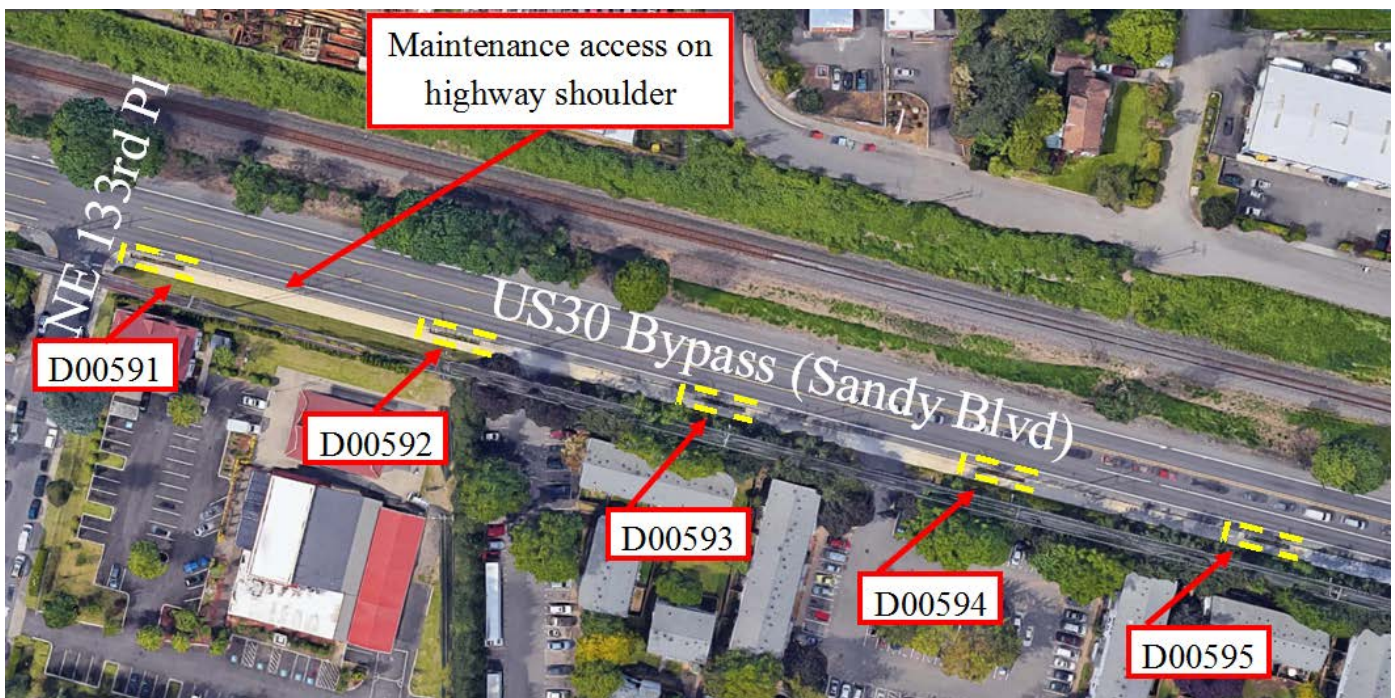 Maintenance access on
highway shoulder
NE 133rd Pl
US30 Bypass (Sandy Blvd)
D00591
D00592
D00593
D00594
D00595